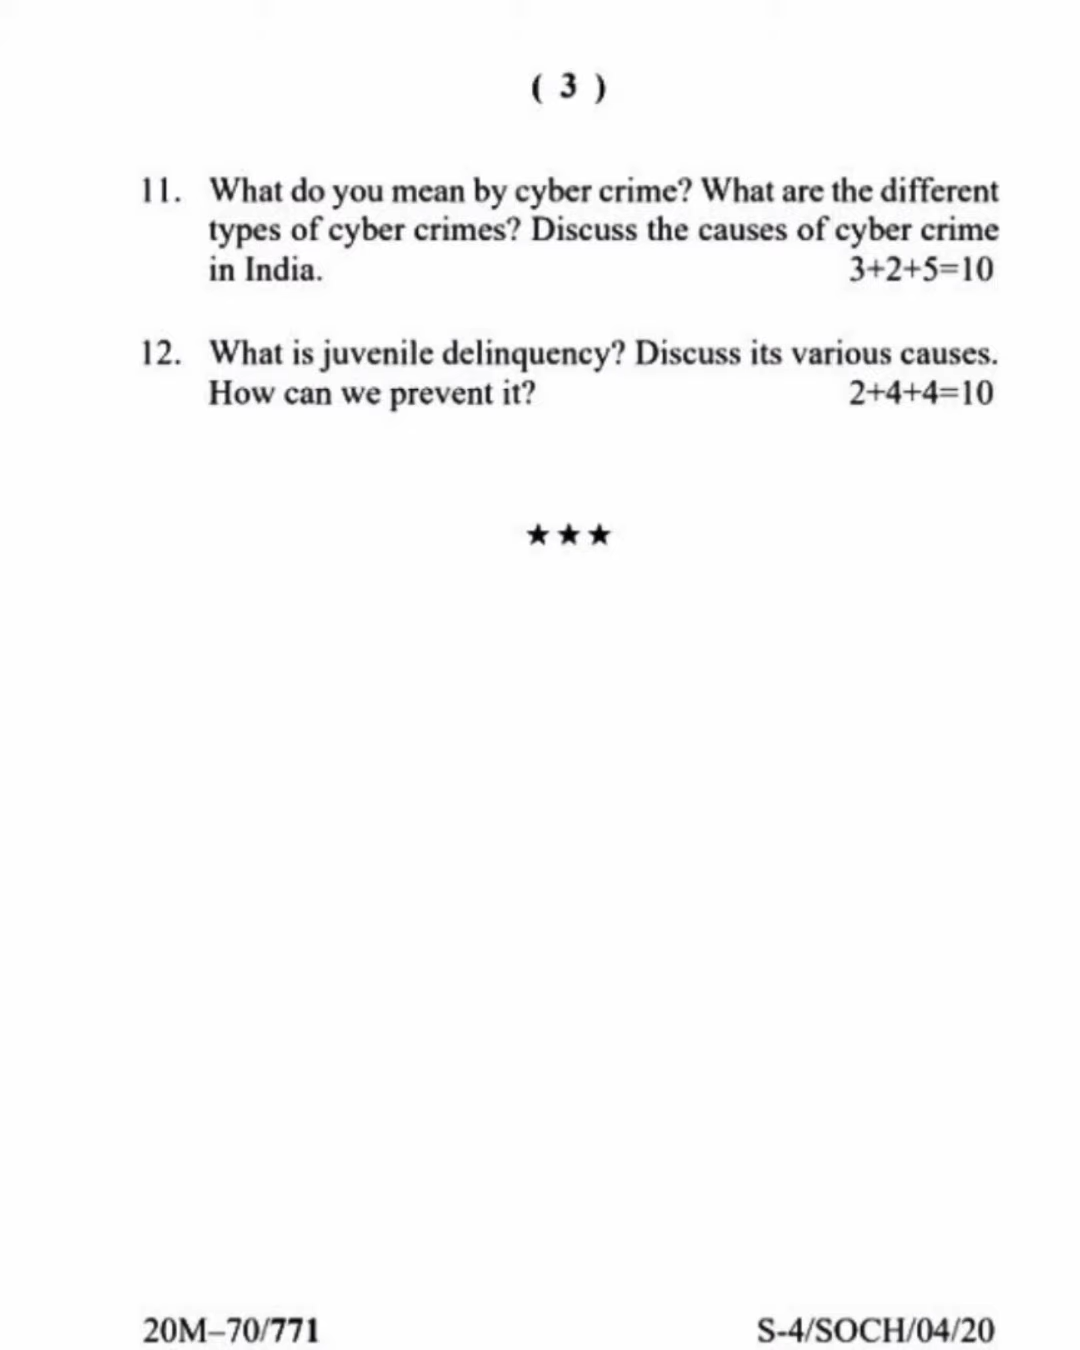 ( 3 )
11. What do you mean by cyber crime? What are the different
types of cyber crimes? Discuss the causes of cyber crime
in India. 3+2+5=10
12. What is juvenile delinquency? Discuss its various causes.
How can we prevent it? 2+4+4=10
★★★
20M–70/771 S-4/SOCH/04/20